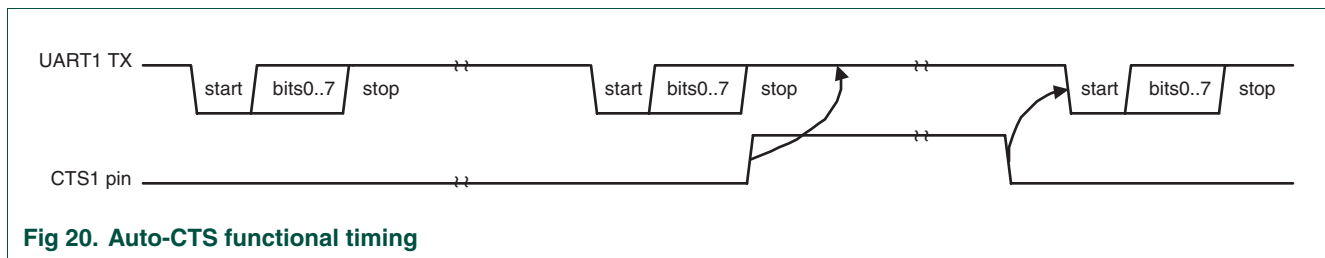 UART1 TX
start bits0..7 stop start bits0..7 stop start bits0..7 stop
CTS1 pin
Fig 20. Auto-CTS functional timing